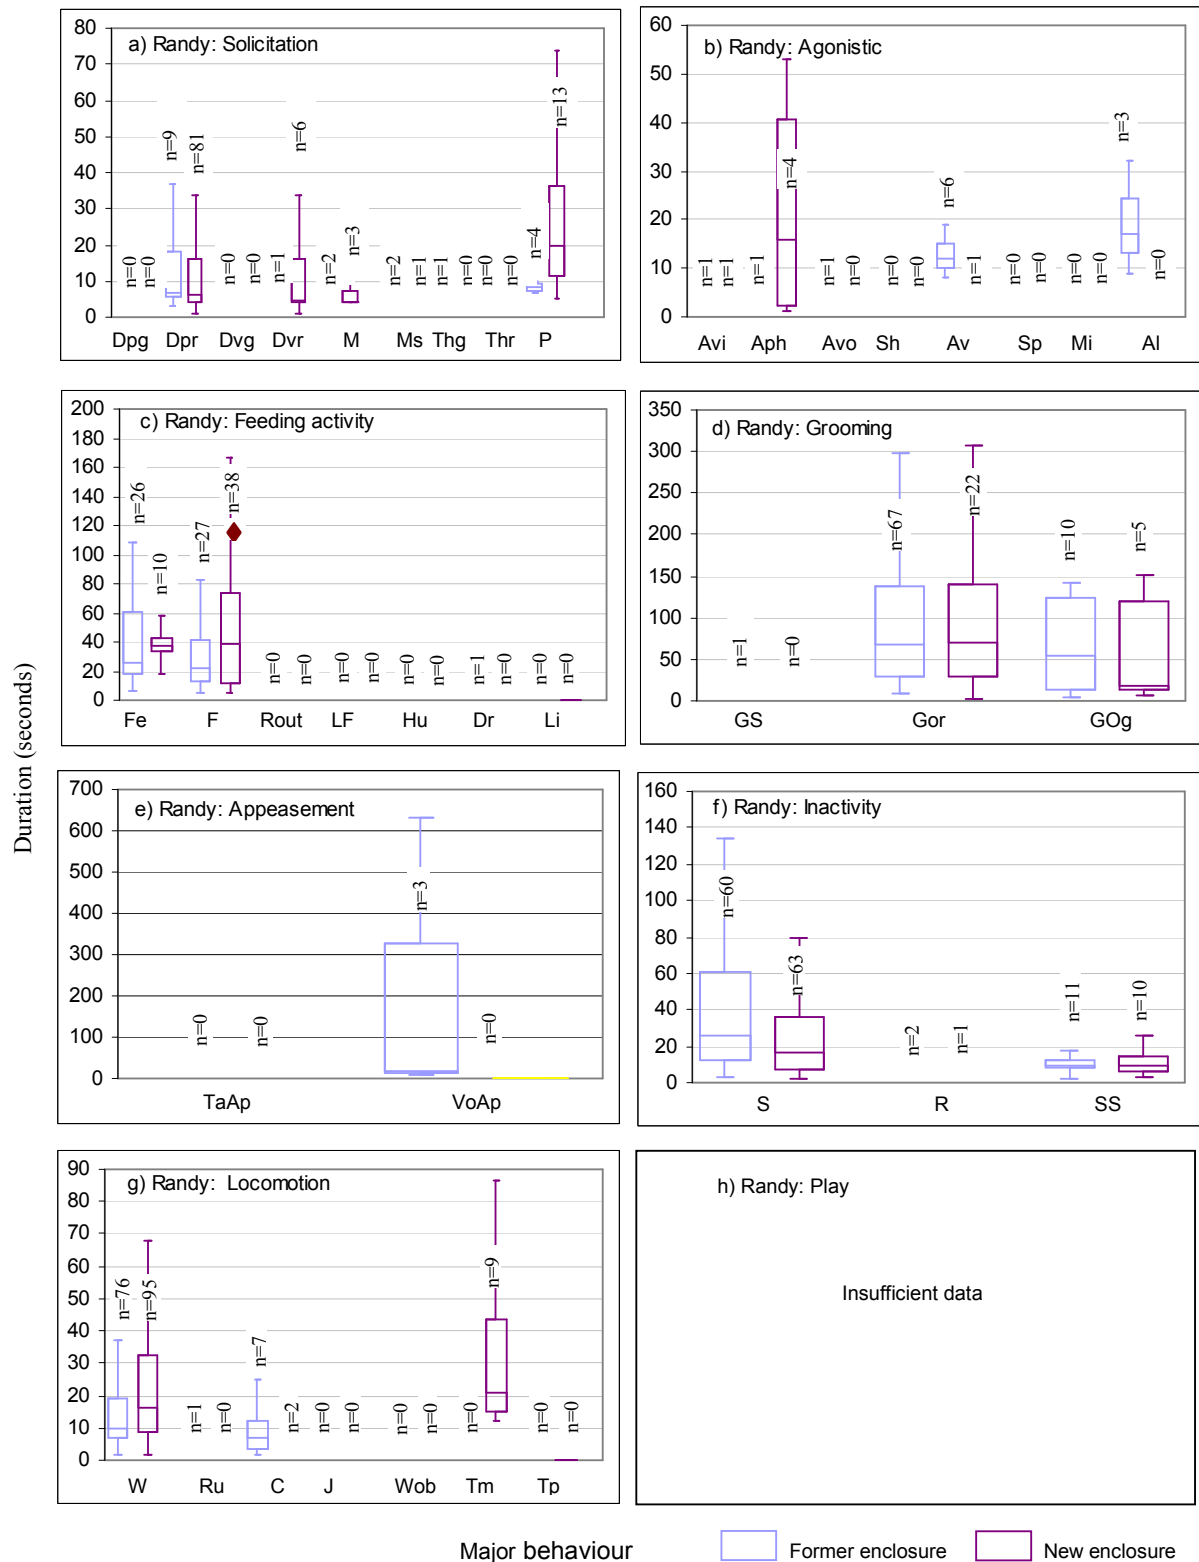 a) Randy: Solicitation
80
70
60
50
40
30
20
10
0
n=0
n=0
n=9
n=81
n=0
n=0
n=1
n=6
n=2
n=3
n=2
n=1
n=1
n=0
n=0
n=0
n=4
n=13
Dpg Dpr Dvg Dvr M Ms Thg Thr P
b) Randy: Agonistic
60
50
40
30
20
10
0
n=1
n=1
n=1
n=4
n=1
n=0
n=0
n=0
n=6
n=1
n=0
n=0
n=0
n=0
n=3
n=0
Avi Aph Avo Sh Av Sp Mi Al
c) Randy: Feeding activity
200
180
160
140
120
100
80
60
40
20
0
n=26
n=10
n=27
n=38
n=0
n=0
n=0
n=0
n=0
n=0
n=1
n=0
n=0
n=0
Fe F Rout LF Hu Dr Li
d) Randy: Grooming
350
300
250
200
150
100
50
0
n=1
n=0
n=67
n=22
n=10
n=5
GS Gor GOg
Duration (seconds)
e) Randy: Appeasement
700
600
500
400
300
200
100
0
n=0
n=0
n=3
n=0
TaAp VoAp
f) Randy: Inactivity
160
140
120
100
80
60
40
20
0
n=60
n=63
n=2
n=1
n=11
n=10
S R SS
g) Randy: Locomotion
90
80
70
60
50
40
30
20
10
0
n=76
n=95
n=1
n=0
n=7
n=2
n=0
n=0
n=0
n=0
n=0
n=9
n=0
n=0
W Ru C J Wob Tm Tp
h) Randy: Play
Insufficient data
Major behaviour
Former enclosure
New enclosure